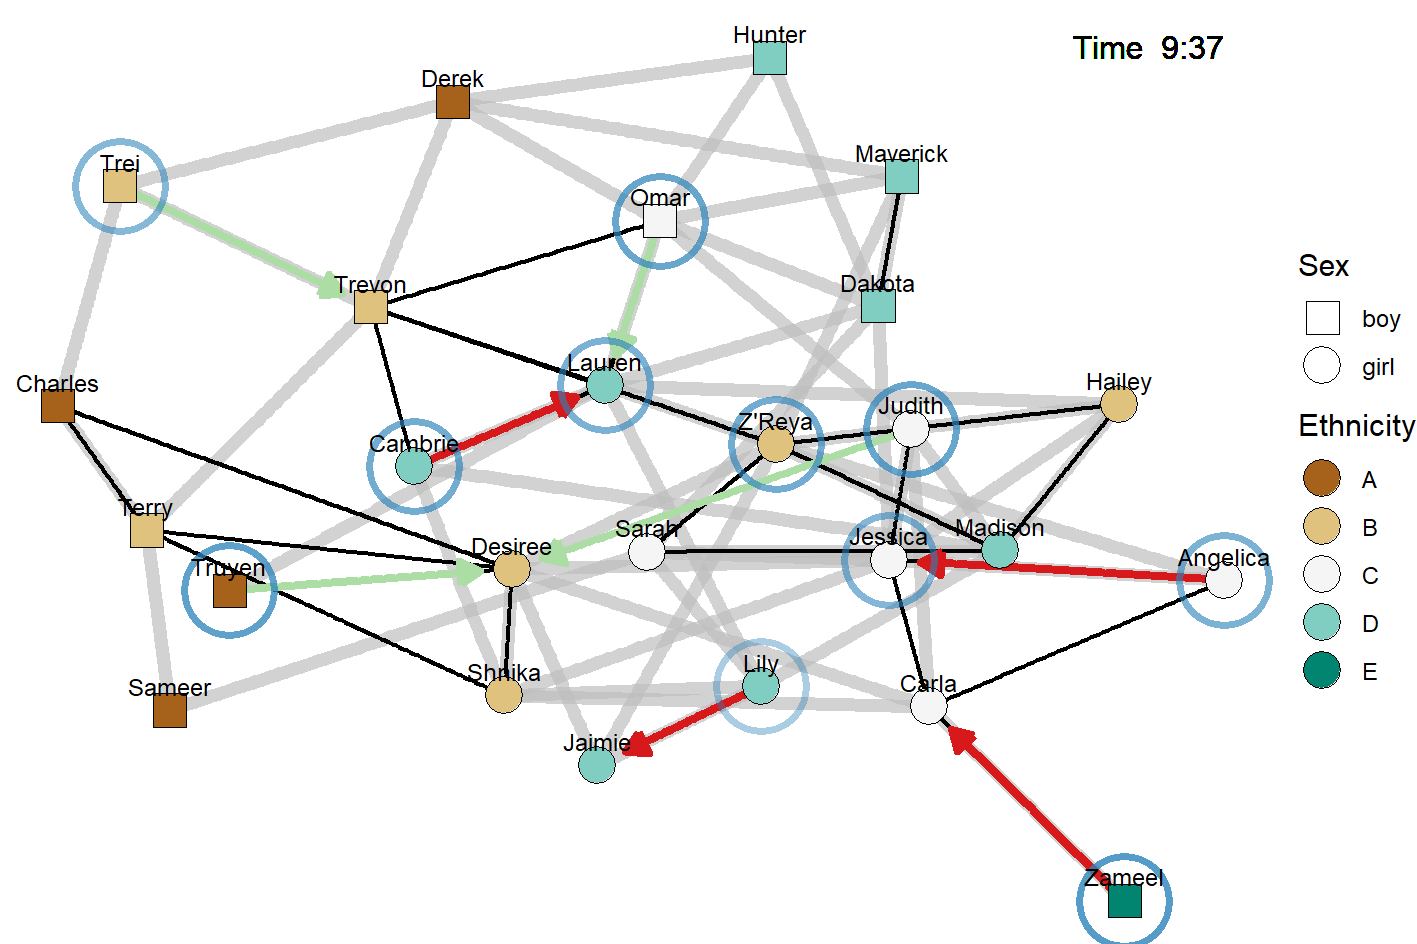 Hunter
Time 9:37
Derek
Maverick
Trei
Omar
Sex
Trevon
Dakota
boy
Lauren
girl
Charles
Hailey
Judith
Z'Reya
Ethnicity
Cambrie
A
Terry
Sarah
Madison
B
Jessica
Desiree
Angelica
Truyen
C
D
Shnika
Lily
E
Sameer
Carla
Jaimie
Zameel